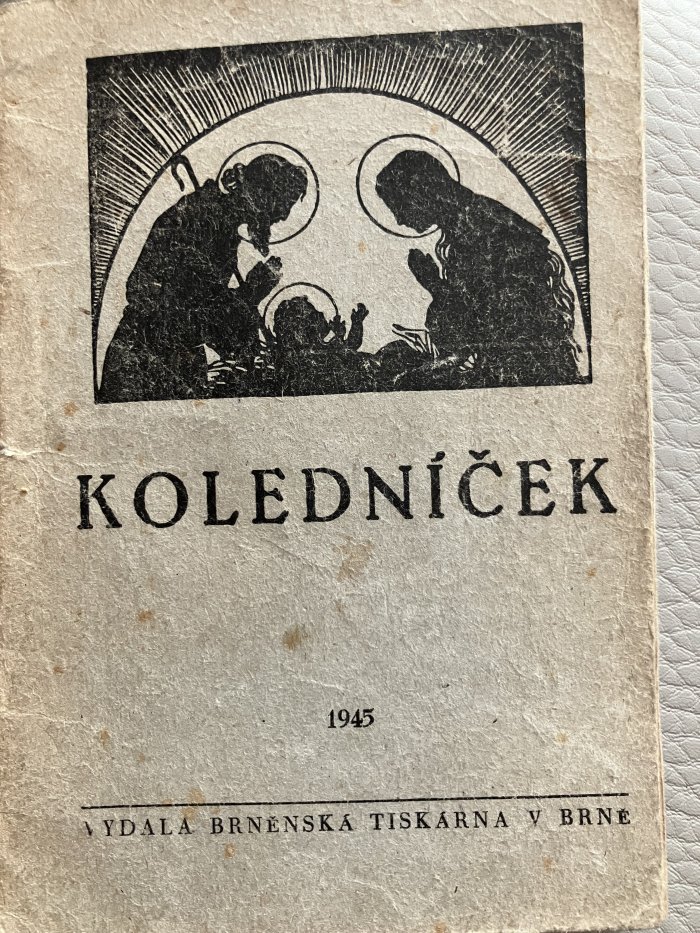 KOLEDNÍČEK
1945
VYDALA BRNĚNSKÁ TISKÁRNA V BRNĚ